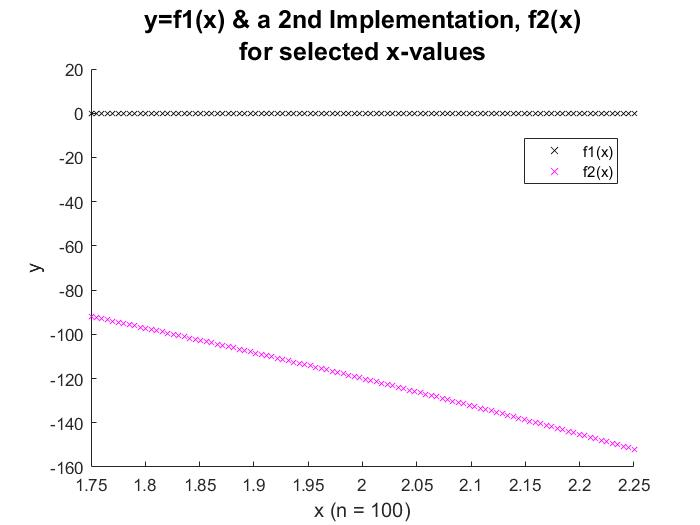 y=f1(x) & a 2nd Implementation, f2(x)
for selected x-values
20
0
-20
-40
-60
-80
-100
-120
-140
-160
y
f1(x)
f2(x)
1.75 1.8 1.85 1.9 1.95 2 2.05 2.1 2.15 2.2 2.25
x (n = 100)